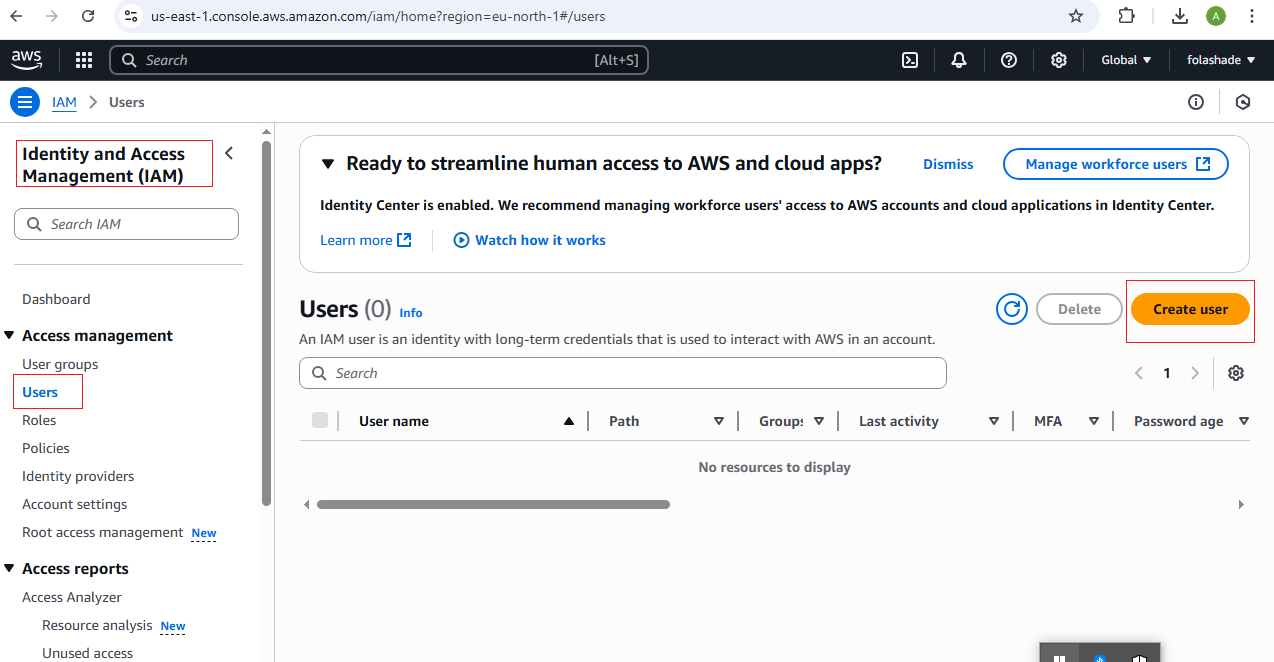 us-east-1.console.aws.amazon.com/iam/home?region=eu-north-1#/users
A
aws
Search
[Alt+S]
Global
folashade
IAM
Users
Identity and Access
Management (IAM)
Search IAM
Dashboard
Access management
User groups
Users
Roles
Policies
Identity providers
Account settings
Root access management New
Access reports
Access Analyzer
Resource analysis New
Unused access
Ready to streamline human access to AWS and cloud apps?
Dismiss
Manage workforce users
Identity Center is enabled. We recommend managing workforce users' access to AWS accounts and cloud applications in Identity Center.
Learn more
Watch how it works
Users (0) Info
Delete
Create user
An IAM user is an identity with long-term credentials that is used to interact with AWS in an account.
Search
1
User name Path Groups Last activity MFA Password age
No resources to display